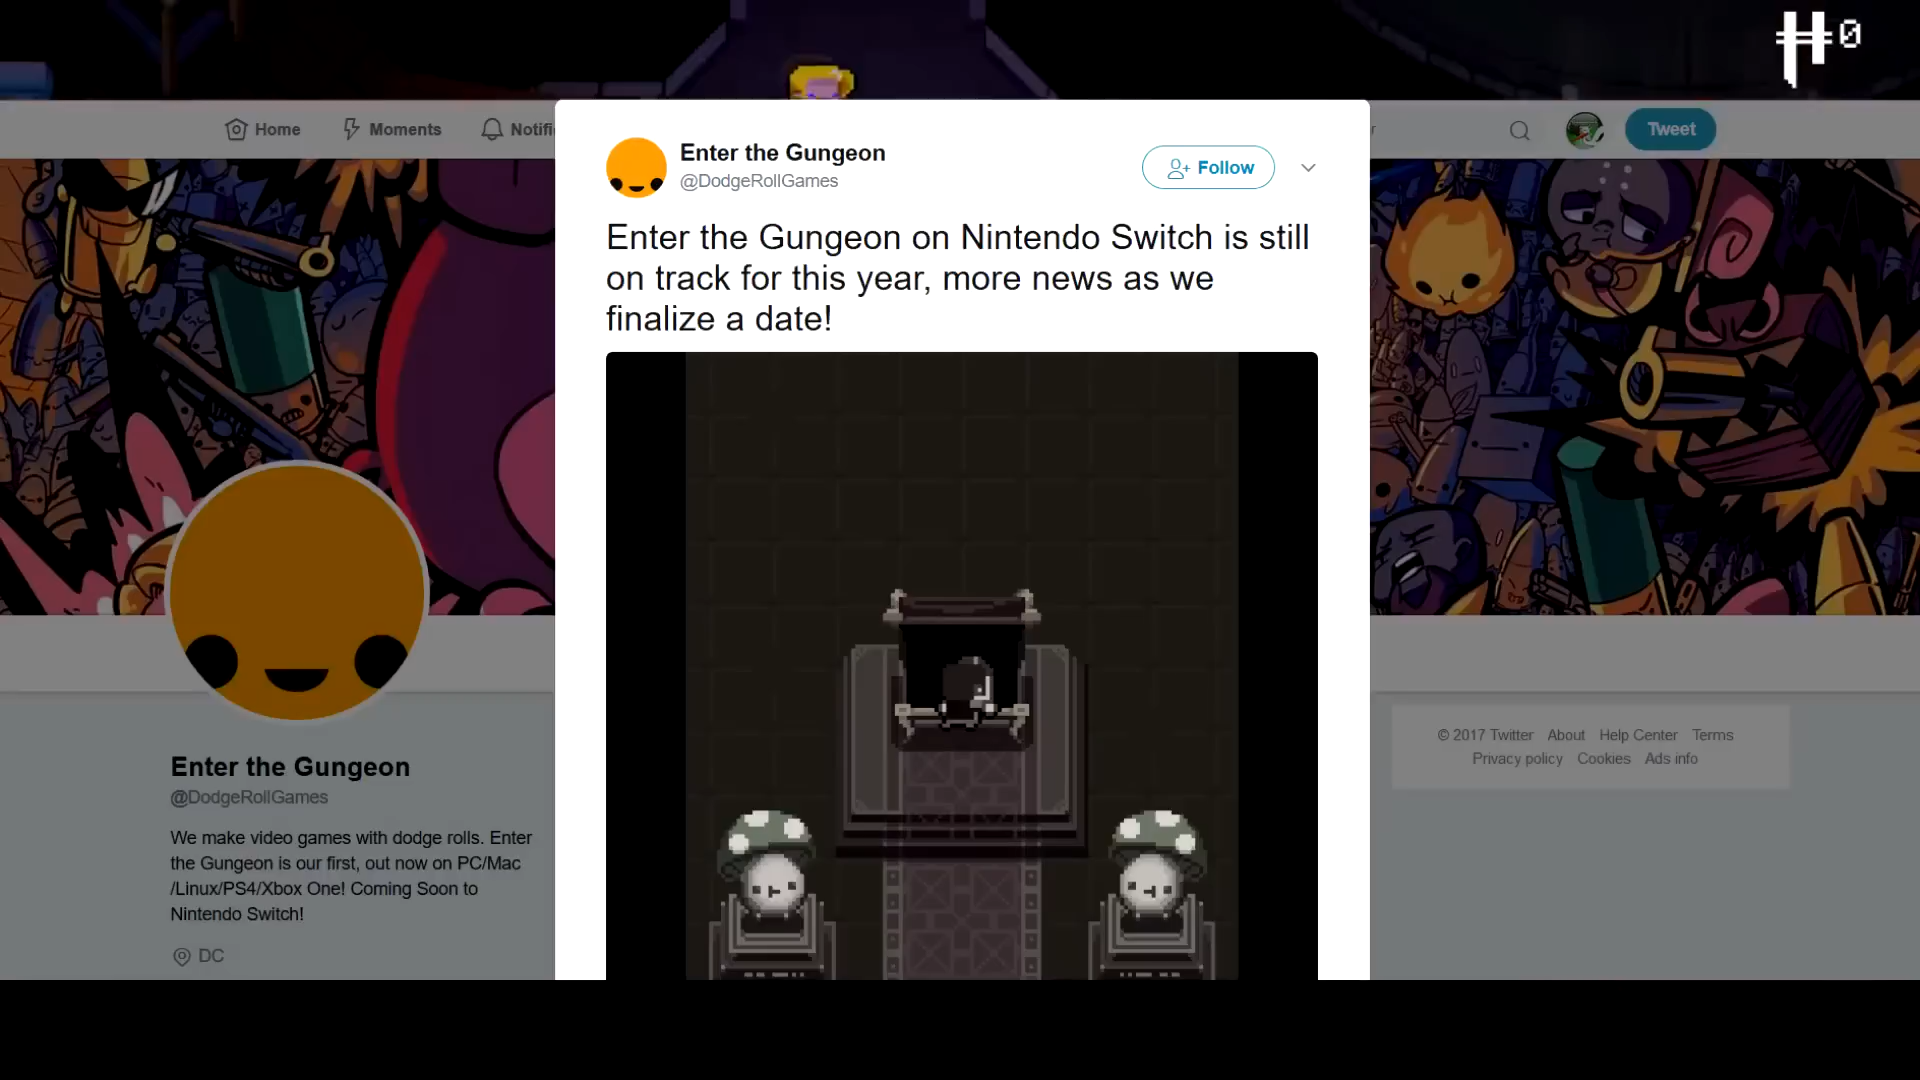 0
Home
Moments
Notifi
r
Tweet
Enter the Gungeon
@DodgeRollGames
Follow
Enter the Gungeon on Nintendo Switch is still
on track for this year, more news as we
finalize a date!
Enter the Gungeon
@DodgeRollGames
We make video games with dodge rolls. Enter
the Gungeon is our first, out now on PC/Mac
/Linux/PS4/Xbox One! Coming Soon to
Nintendo Switch!
DC
© 2017 Twitter About Help Center Terms
Privacy policy Cookies Ads info